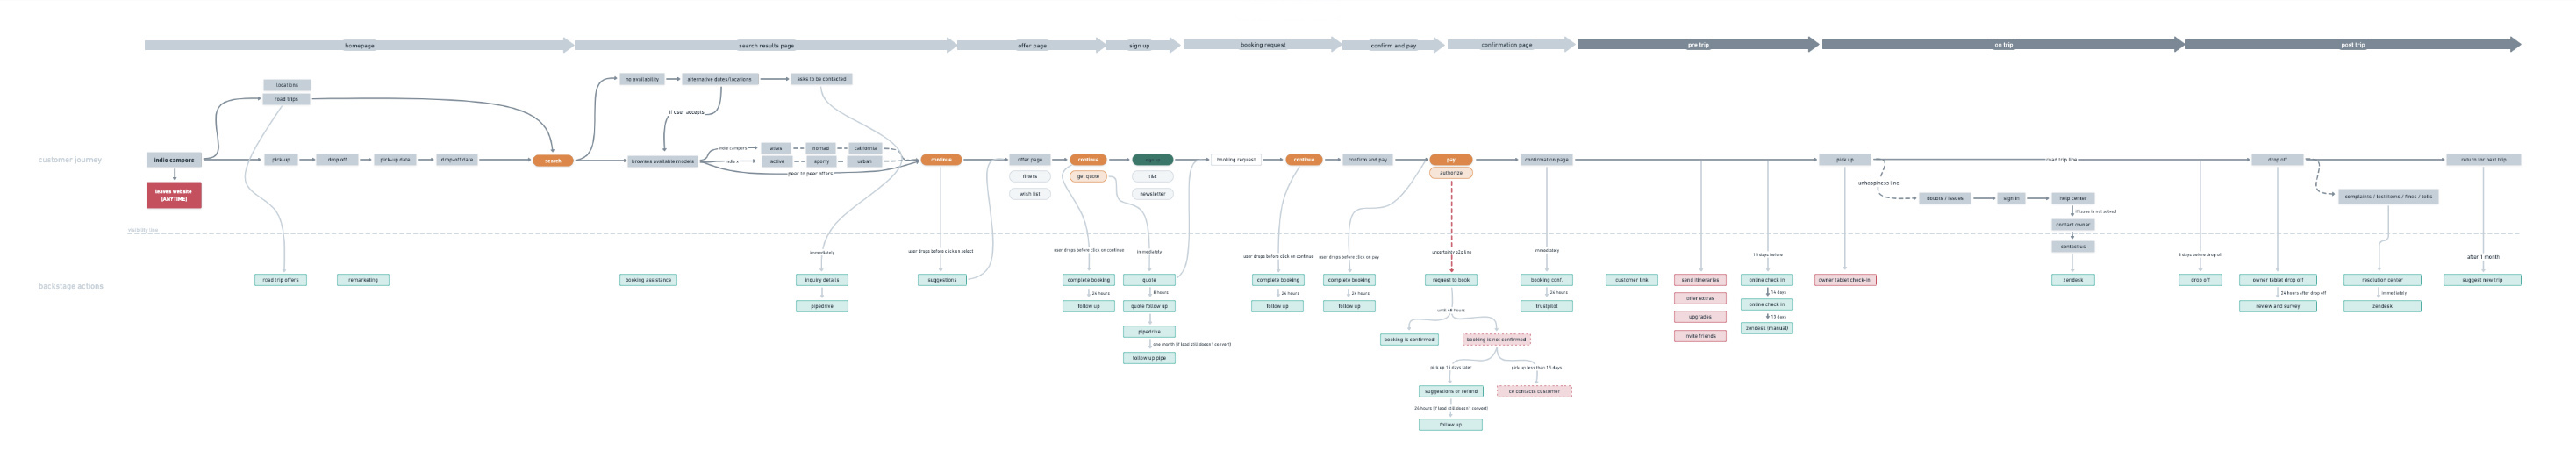 homepage
search results page
offer page
sign up
booking request
confirm and pay
confirmation page
pre trip
on trip
post trip
locations
road trips
no availability
alternative dates/locations
asks to be contacted
if user accepts
customer journey
indie campers
pick-up
drop off
pick-up date
drop-off date
search
browses available models
indie campers
atlas
nomad
california
active
sporty
urban
peer to peer offers
continue
offer page
filters
wish list
continue
get quote
t&c
newsletter
booking request
continue
confirm and pay
pay
authorize
confirmation page
pick up
road trip line
drop off
return for next trip
leaves website
(ANYTIME)
unhappiness line
doubts / issues
sign in
help center
if issue is not solved
contact owner
contact us
complaints / lost items / fines / tolls
backstage actions
road trip offers
remarketing
booking assistance
immediately
inquiry details
pipedrive
user drops before click on select
suggestions
user drops before click on continue
complete booking
24 hours
follow up
immediately
quote
8 hours
quote follow up
pipedrive
one month (if lead still doesn't convert)
follow up pipe
user drops before click on continue
complete booking
24 hours
follow up
user drops before click on pay
complete booking
24 hours
follow up
uncertainty p2p line
request to book
until 48 hours
booking is confirmed
booking is not confirmed
pick up 15 days later
pick up less than 15 days
suggestions or refund
cx contacts customer
24 hours (if lead still doesn't convert)
follow up
immediately
booking conf.
24 hours
trustpilot
customer link
send itineraries
offer extras
upgrades
invite friends
15 days before
online check in
14 days
online check in
13 days
zendesk (manual)
owner tablet check-in
zendesk
3 days before drop off
drop off
owner tablet drop off
24 hours after drop off
review and survey
resolution center
immediately
zendesk
after 1 month
suggest new trip